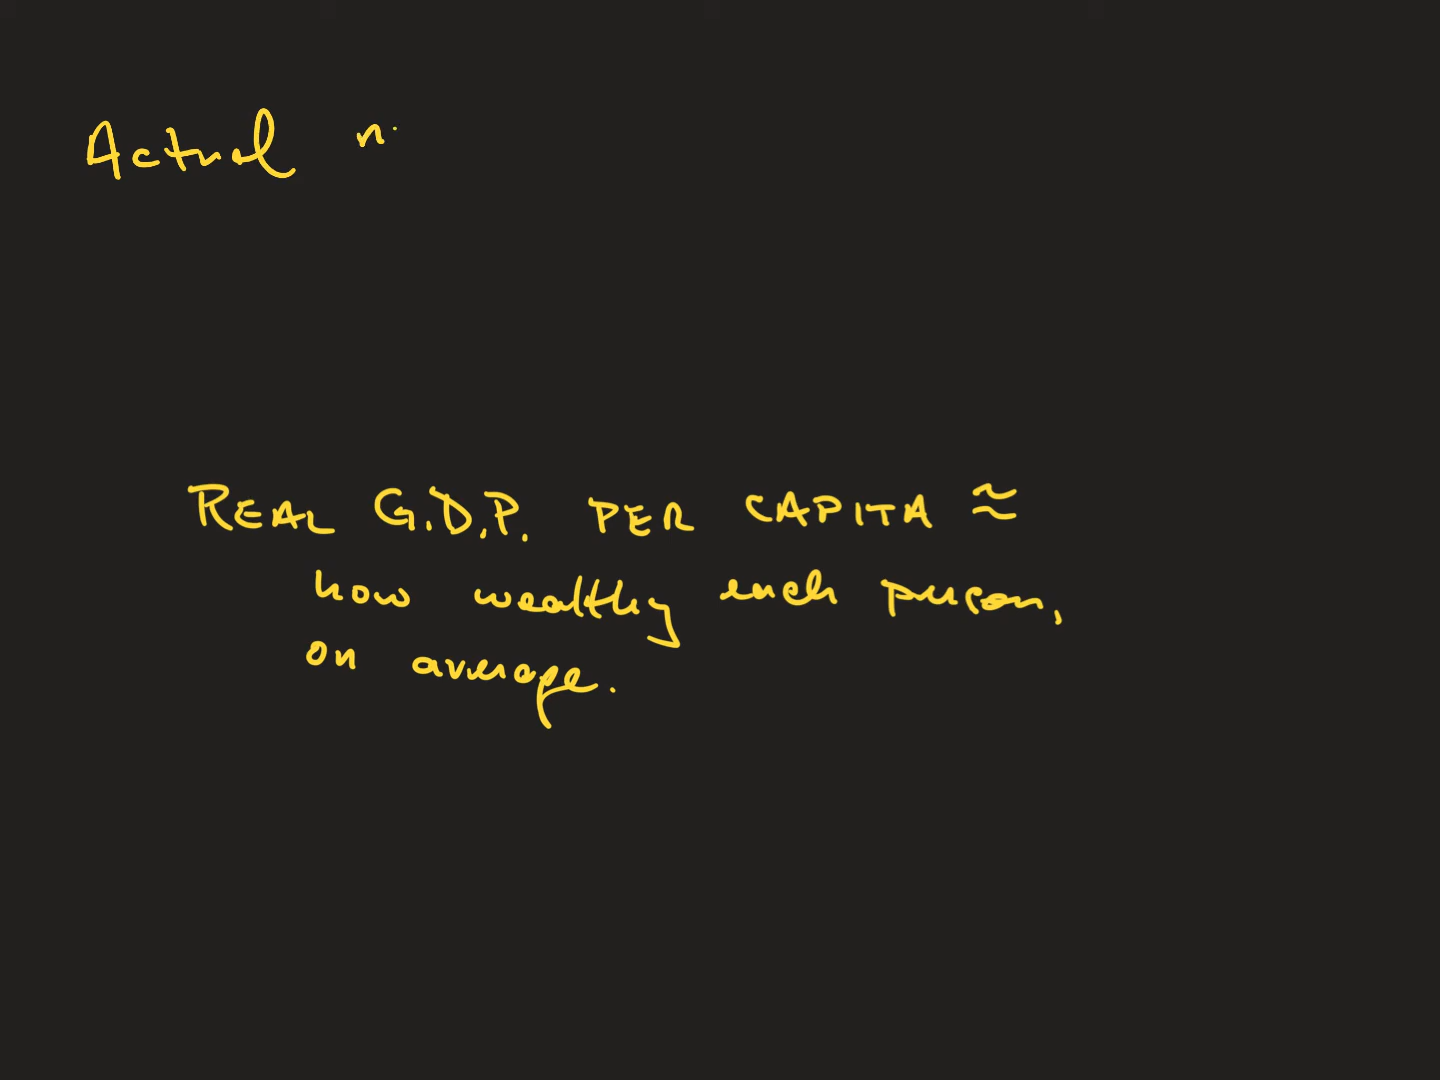 Actual n
REAL G.D.P. PER CAPITA ≈
how wealthy each person,
on average.